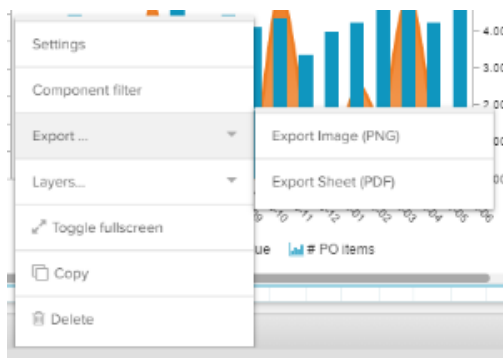 Settings
Component filter
Export ...
Layers...
Toggle fullscreen
Copy
Delete
Export Image (PNG)
Export Sheet (PDF)
4.00
3.00
2.00
# PO items